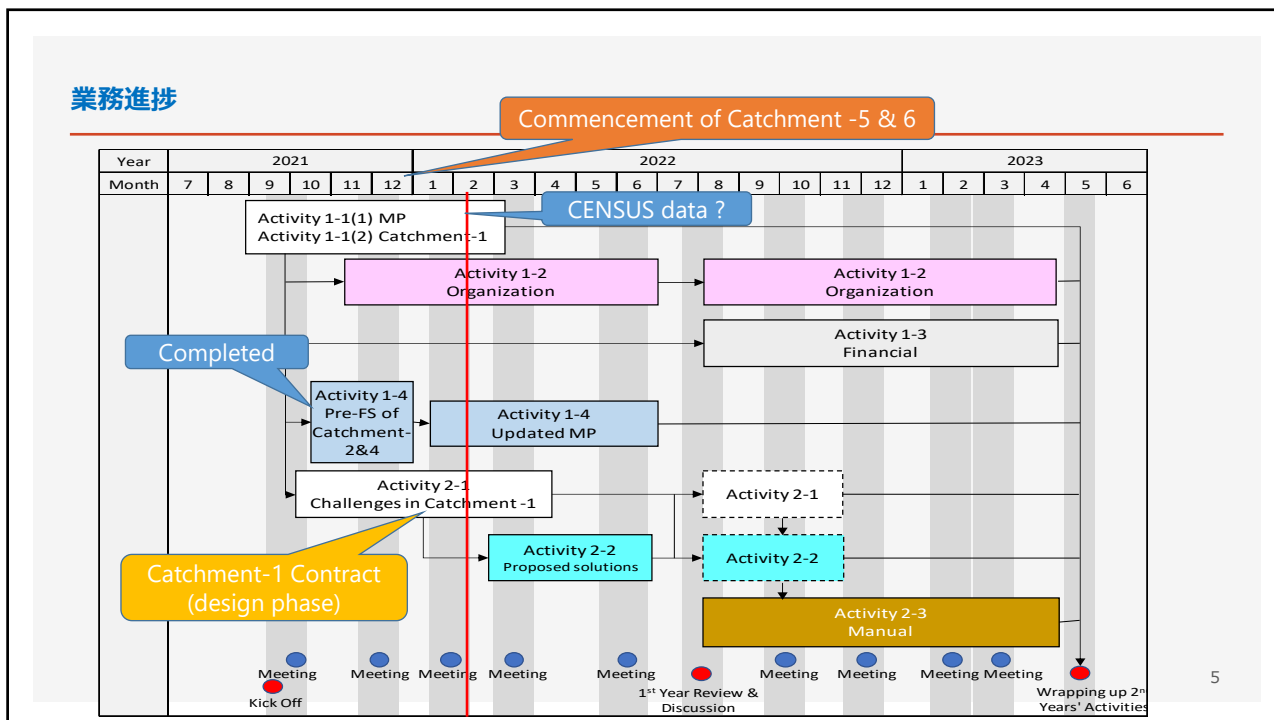 業務進捗
Commencement of Catchment -5 & 6
Year 2021 2022 2023
Month 7 8 9 10 11 12 1 2 3 4 5 6 7 8 9 10 11 12 1 2 3 4 5 6
CENSUS data ?
Activity 1-1(1) MP
Activity 1-1(2) Catchment-1
Activity 1-2
Organization
Activity 1-2
Organization
Activity 1-3
Financial
Completed
Activity 1-4
Pre-FS of
Catchment-
2&4
Activity 1-4
Updated MP
Activity 2-1
Challenges in Catchment -1
Activity 2-1
Activity 2-2
Proposed solutions
Activity 2-2
Catchment-1 Contract
(design phase)
Activity 2-3
Manual
Meeting Meeting Meeting Meeting Meeting Meeting Meeting Meeting Meeting
Kick Off
1st Year Review &
Discussion
Wrapping up 2n
Years' Activities
5